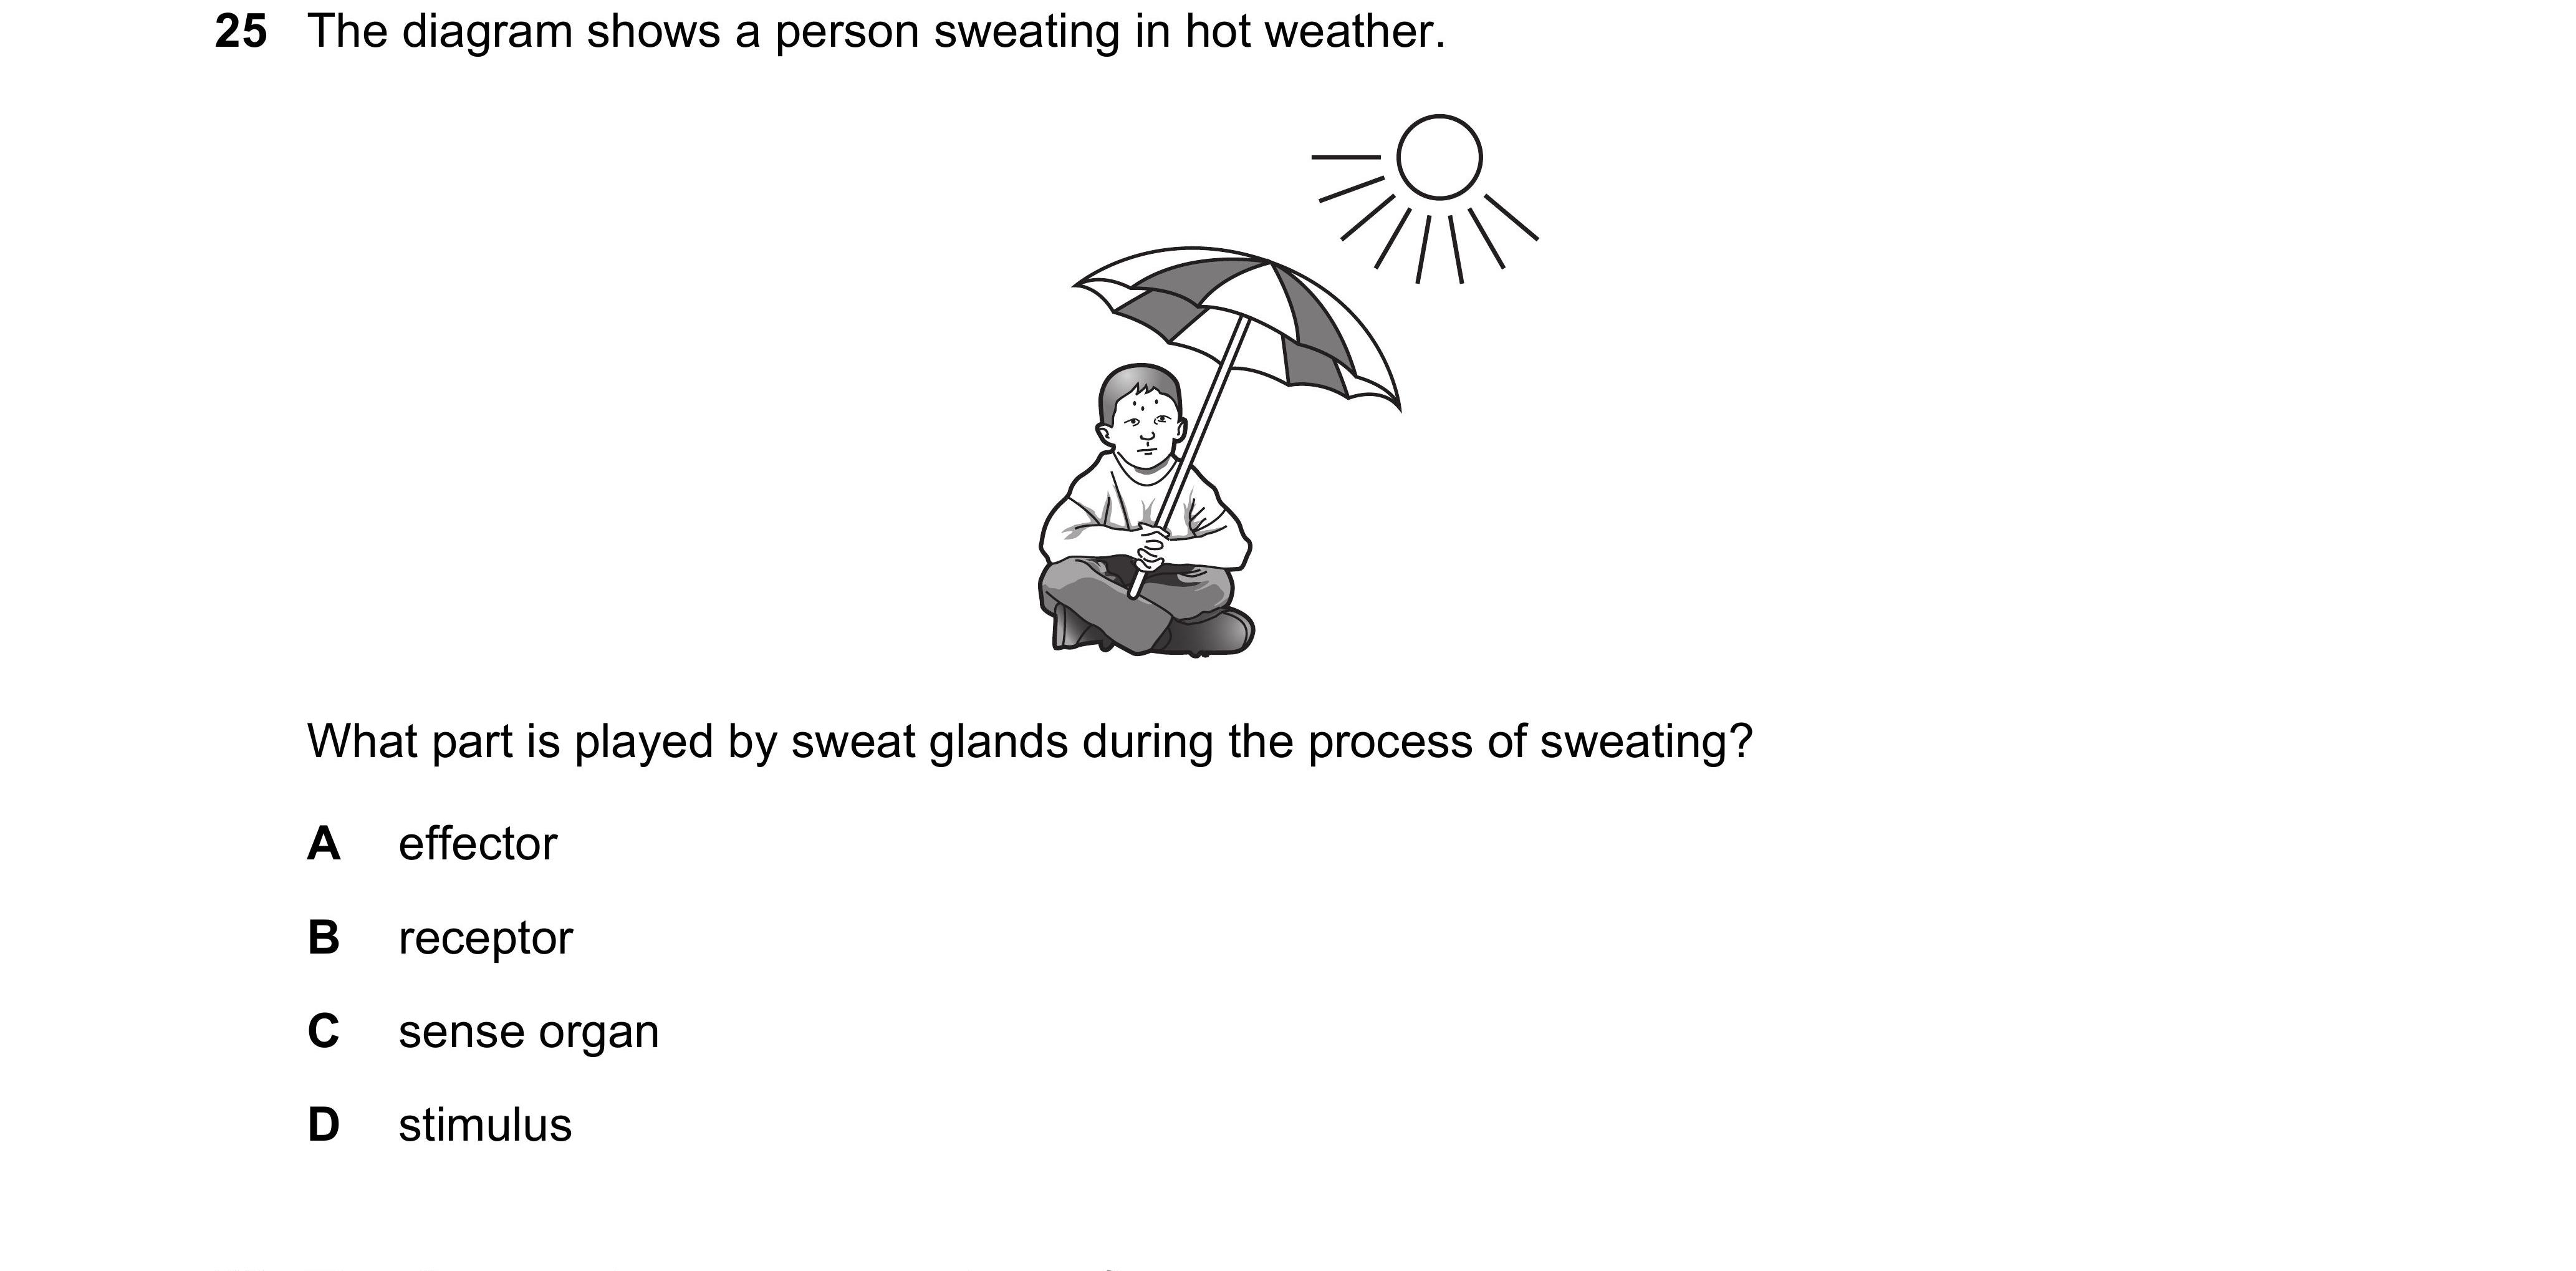 25 The diagram shows a person sweating in hot weather.
What part is played by sweat glands during the process of sweating?
A effector
B receptor
C sense organ
D stimulus